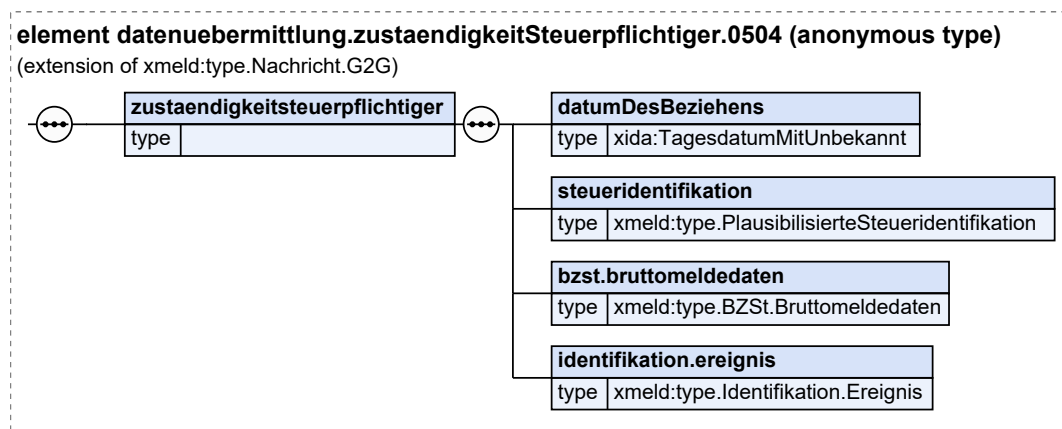 element datenuebermittlung.zustaendigkeitSteuerpflichtiger.0504 (anonymous type)
(extension of xmeld:type.Nachricht.G2G)
zustaendigkeitsteuerpflichtiger
type
datumDesBeziehens
type xida:TagesdatumMitUnbekannt
steueridentifikation
type xmeld:type.PlausibilisierteSteueridentifikation
bzst.bruttomeldedaten
type xmeld:type.BZSt.Bruttomeldedaten
identifikation.ereignis
type xmeld:type.Identifikation.Ereignis